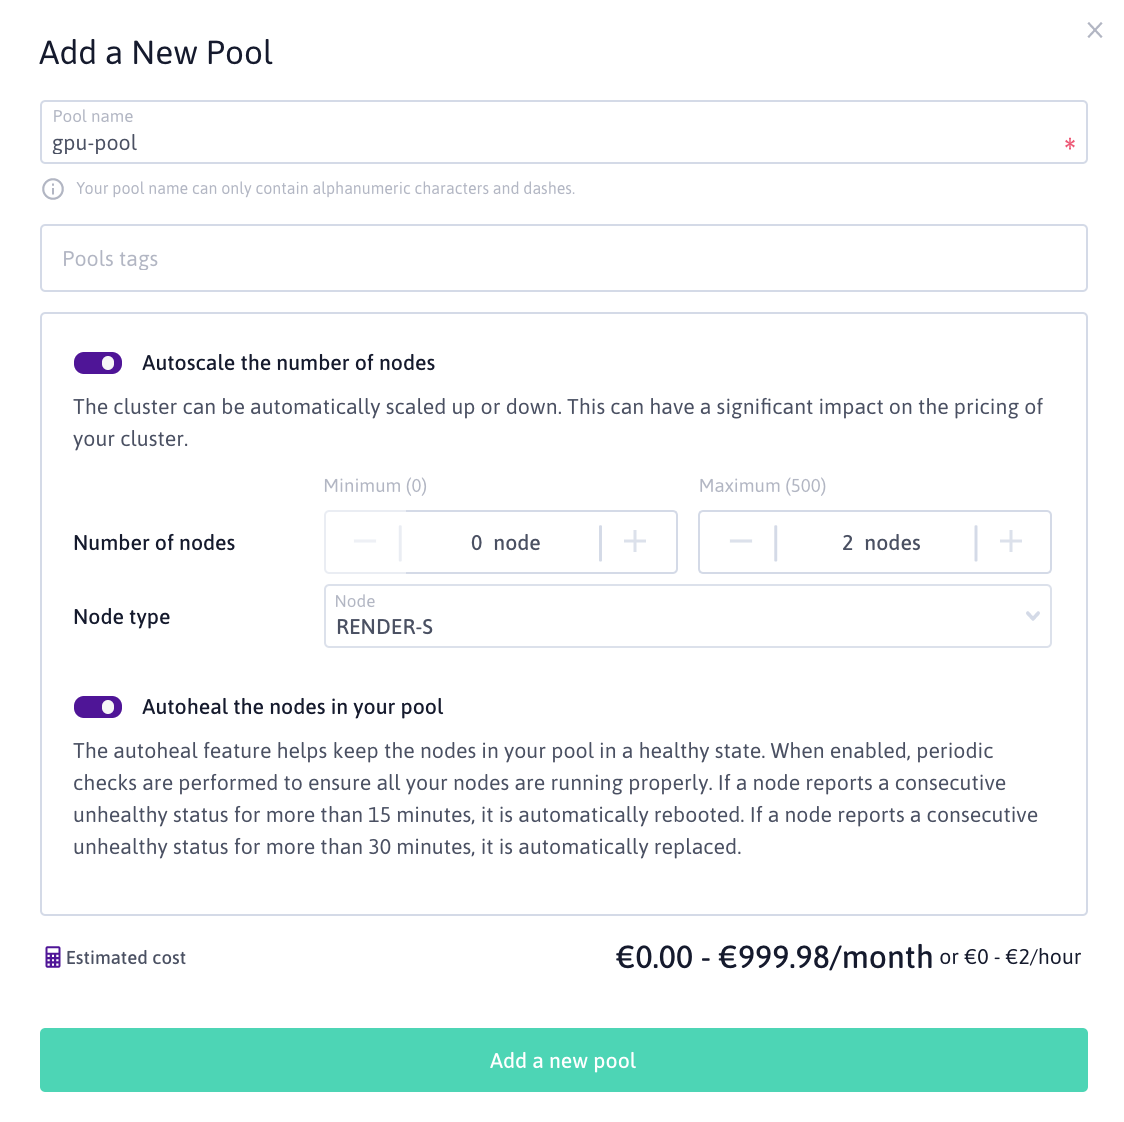 Add a New Pool
Pool name
gpu-pool
*
Your pool name can only contain alphanumeric characters and dashes.
Pools tags
Autoscale the number of nodes
The cluster can be automatically scaled up or down. This can have a significant impact on the pricing of
your cluster.
Minimum (0) Maximum (500)
Number of nodes − 0 node + − 2 nodes +
Node type
Node
RENDER-S
Autoheal the nodes in your pool
The autoheal feature helps keep the nodes in your pool in a healthy state. When enabled, periodic
checks are performed to ensure all your nodes are running properly. If a node reports a consecutive
unhealthy status for more than 15 minutes, it is automatically rebooted. If a node reports a consecutive
unhealthy status for more than 30 minutes, it is automatically replaced.
Estimated cost €0.00 - €999.98/month or €0 - €2/hour
Add a new pool